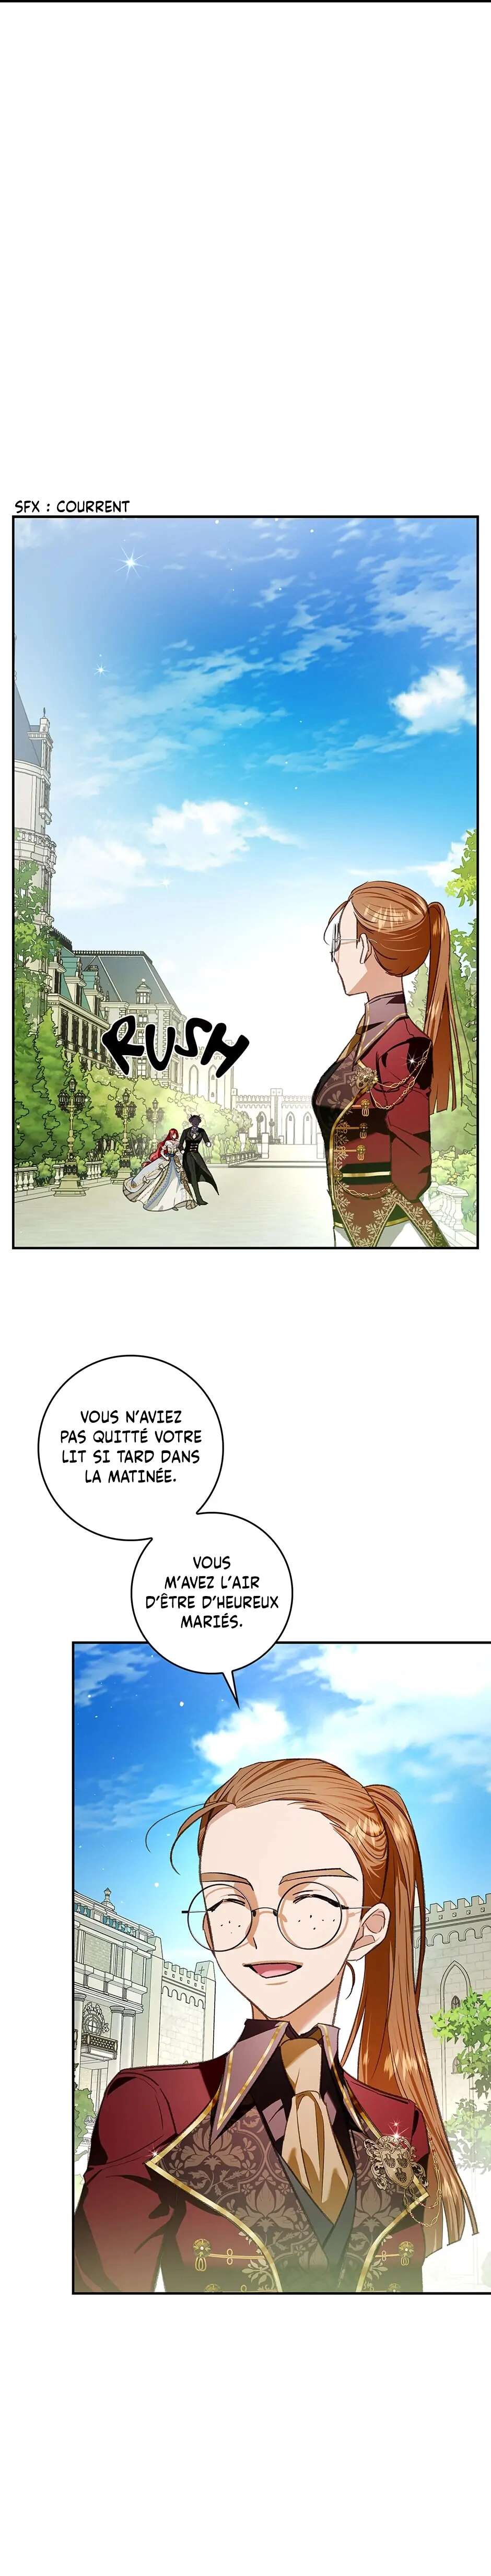 SFX : COURRENT
RUSH
VOUS N'AVIEZ
PAS QUITTÉ VOTRE
LIT SI TARD DANS
LA MATINÉE.
VOUS
M'AVEZ L'AIR
D'ÊTRE D'HEUREUX
MARIÉS.